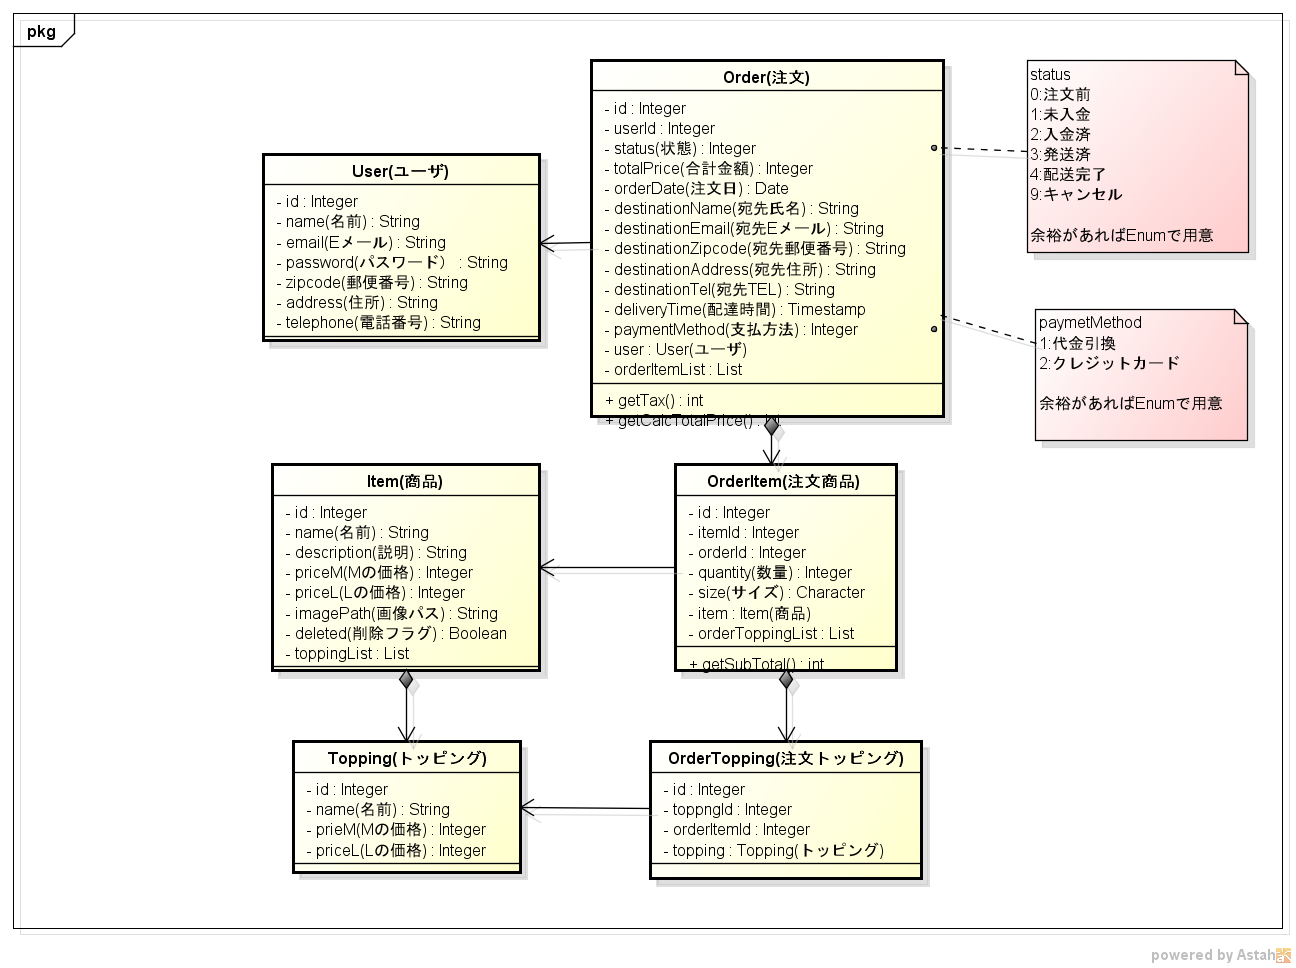 pkg
Order(注文)
- id : Integer
- userId : Integer
- status(状態) : Integer
- totalPrice(合計金額) : Integer
- orderDate(注文日) : Date
- destinationName(宛先氏名) : String
- destinationEmail(宛先Eメール) : String
- destinationZipcode(宛先郵便番号) : String
- destinationAddress(宛先住所) : String
- destinationTel(宛先TEL) : String
- deliveryTime(配達時間) : Timestamp
- paymentMethod(支払方法) : Integer
- user : User(ユーザ)
- orderItemList : List
+ getTax() : int
+ getCalcTotalPrice() : int
status
0:注文前
1:未入金
2:入金済
3:発送済
4:配送完了
9:キャンセル
余裕があればEnumで用意
User(ユーザ)
- id : Integer
- name(名前) : String
- email(Eメール) : String
- password(パスワード） : String
- zipcode(郵便番号) : String
- address(住所) : String
- telephone(電話番号) : String
paymetMethod
1:代金引換
2:クレジットカード
余裕があればEnumで用意
Item(商品)
- id : Integer
- name(名前) : String
- description(説明) : String
- priceM(Mの価格) : Integer
- priceL(Lの価格) : Integer
- imagePath(画像パス) : String
- deleted(削除フラグ) : Boolean
- toppingList : List
OrderItem(注文商品)
- id : Integer
- itemId : Integer
- orderId : Integer
- quantity(数量) : Integer
- size(サイズ) : Character
- item : Item(商品)
- orderToppingList : List
+ getSubTotal() : int
Topping(トッピング)
- id : Integer
- name(名前) : String
- prieM(Mの価格) : Integer
- priceL(Lの価格) : Integer
OrderTopping(注文トッピング)
- id : Integer
- toppngId : Integer
- orderItemId : Integer
- topping : Topping(トッピング)
powered by Astah